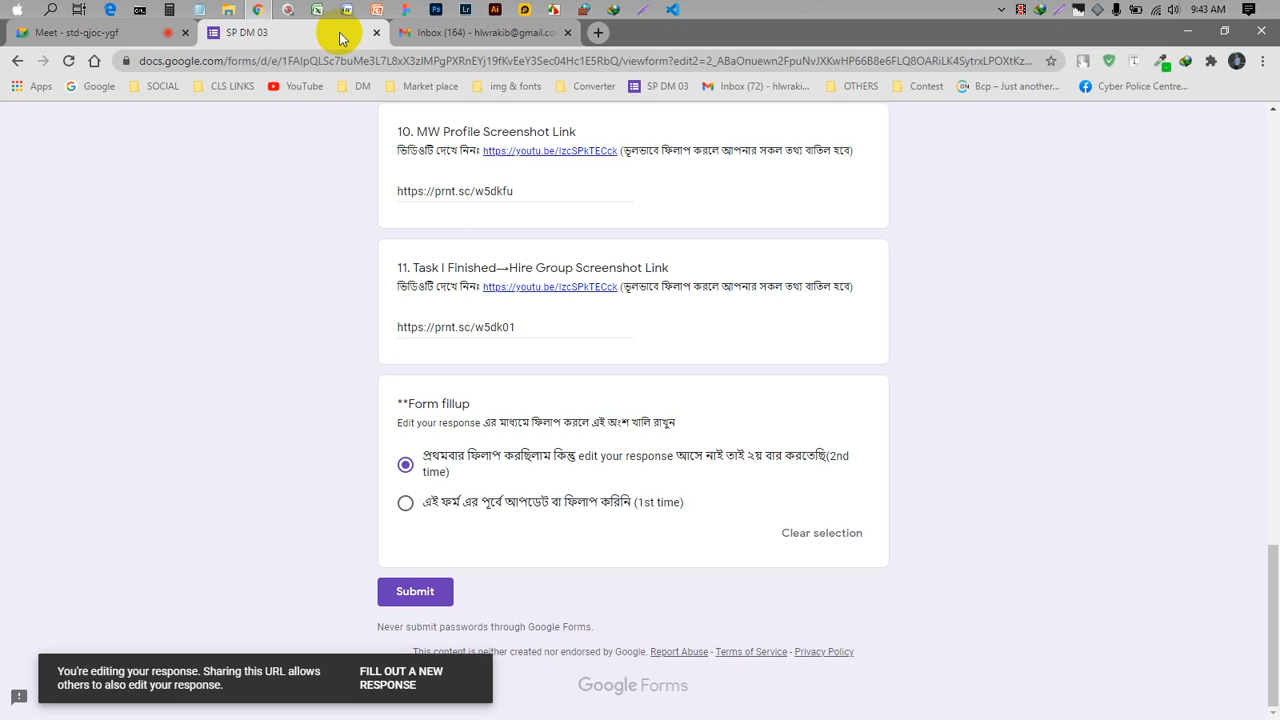 9:43 AM
Meet - std-qjoc-ygf
SP DM 03
Inbox (164) - hlwrakib@gmail.co
docs.google.com/forms/d/e/
Apps
Google
SOCIAL
CLS LINKS
YouTube
DM
Market place
img & fonts
Converter
SP DM 03
Inbox (72) - hlwraki...
OTHERS
Contest
Bcp – Just another...
Cyber Police Centre...
10. MW Profile Screenshot Link
ভিডিওটি দেখে নিনঃ https://youtu.be/IzcSPkTECck (ভূলভাবে ফিলাপ করলে আপনার সকল তথ্য বাতিল হবে)
https://prnt.sc/w5dkfu
11. Task I Finished→Hire Group Screenshot Link
ভিডিওটি দেখে নিনঃ https://youtu.be/IzcSPkTECck (ভূলভাবে ফিলাপ করলে আপনার সকল তথ্য বাতিল হবে)
https://prnt.sc/w5dk01
**Form fillup
Edit your response এর মাধ্যমে ফিলাপ করলে এই অংশ খালি রাখুন
প্রথমবার ফিলাপ করছিলাম কিন্তু edit your response আসে নাই তাই ২য় বার করতেছি(2nd
time)
এই ফর্ম এর পূর্বে আপডেট বা ফিলাপ করিনি (1st time)
Clear selection
Submit
Never submit passwords through Google Forms.
This content is neither created nor endorsed by Google. Report Abuse - Terms of Service - Privacy Policy
You're editing your response. Sharing this URL allows
others to also edit your response.
FILL OUT A NEW
RESPONSE
Google Forms